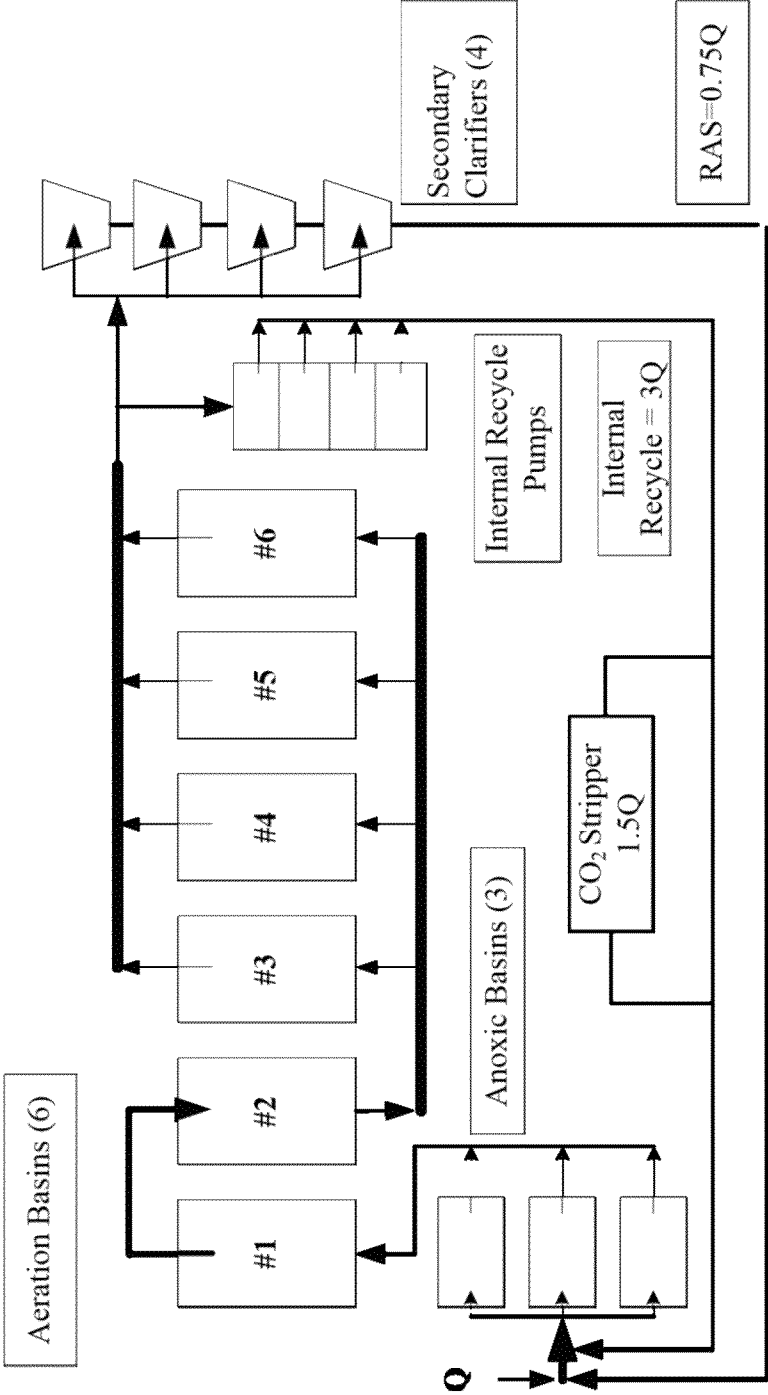 Aeration Basins (6)
#1
#2
#3
#4
#5
#6
Secondary
Clarifiers (4)
Internal Recycle
Pumps
Anoxic Basins (3)
CO₂ Stripper
1.5Q
Internal
Recycle = 3Q
RAS=0.75Q
Q